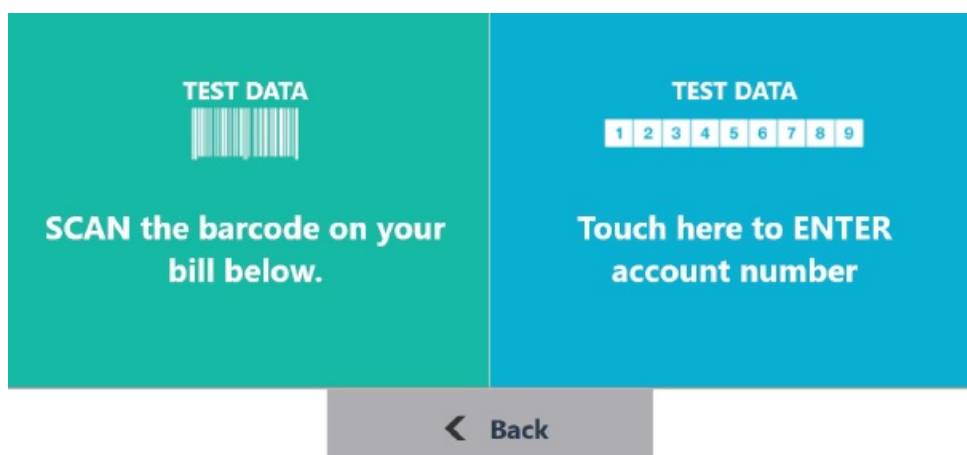 TEST DATA
SCAN the barcode on your
bill below.
TEST DATA
1 2 3 4 5 6 7 8 9
Touch here to ENTER
account number
Back